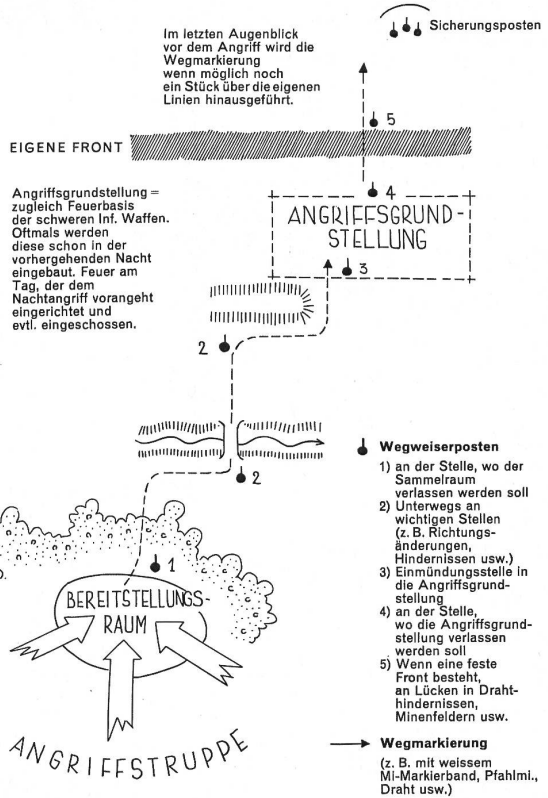 Im letzten Augenblick
vor dem Angriff wird die
Wegmarkierung
wenn möglich noch
ein Stück über die eigenen
Linien hinausgeführt.
Sicherungsposten
5
EIGENE FRONT
4
Angriffsgrundstellung =
zugleich Feuerbasis
der schweren Inf. Waffen.
Oftmals werden
diese schon in der
vorhergehenden Nacht
eingebaut. Feuer am
Tag, der dem
Nachtangriff vorangeht
eingerichtet und
evtl. eingeschossen.
ANGRIFFSGRUND-
STELLUNG
3
2
2
1
BEREITSTELLUNGS-
RAUM
ANGRIFFSTRUPPE
Wegweiserposten
1) an der Stelle, wo der
Sammelraum
verlassen werden soll
2) Unterwegs an
wichtigen Stellen
(z. B. Richtungs-
änderungen,
Hindernissen usw.)
3) Einmündungsstelle in
die Angriffsgrund-
stellung
4) an der Stelle,
wo die Angriffsgrund-
stellung verlassen
werden soll
5) Wenn eine feste
Front besteht,
an Lücken in Draht-
hindernissen,
Minenfeldern usw.
Wegmarkierung
(z. B. mit weissem
Mi-Markierband, Pfahlmi.,
Draht usw.)